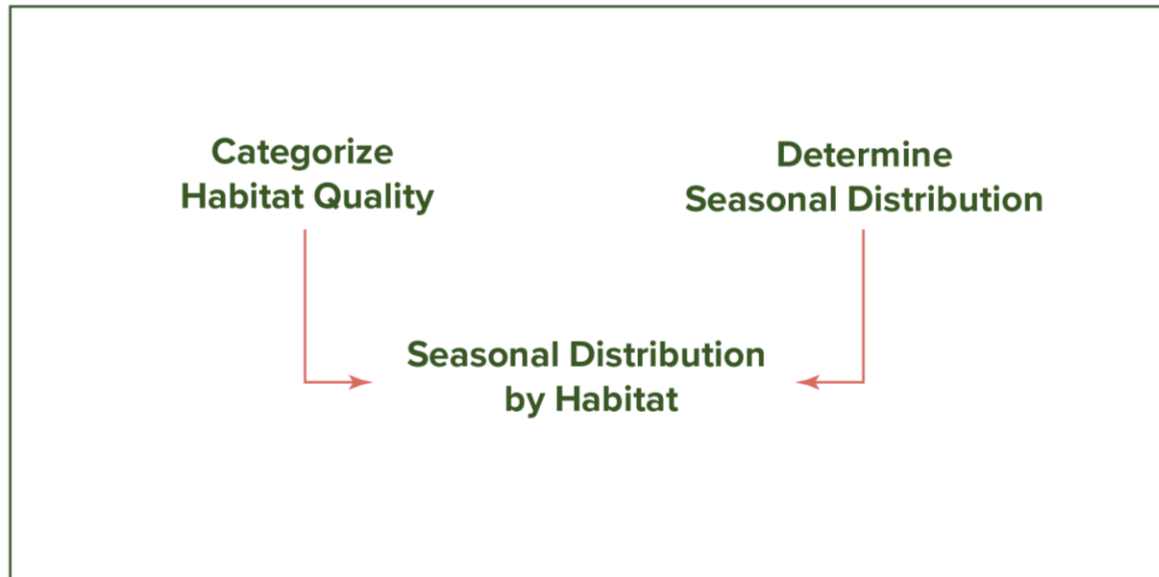 Categorize
Habitat Quality
Determine
Seasonal Distribution
Seasonal Distribution
by Habitat